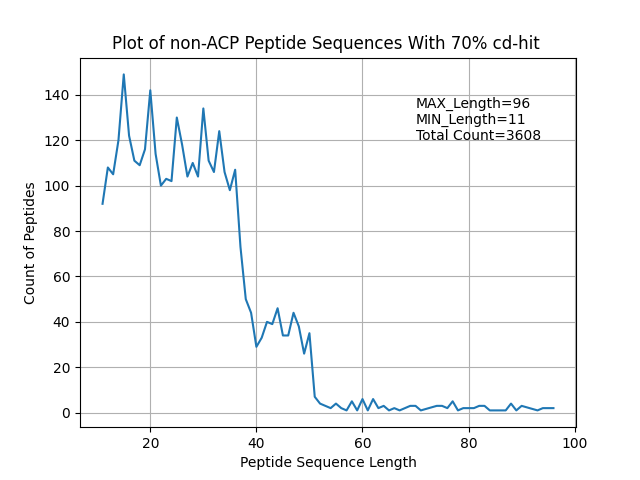 Plot of non-ACP Peptide Sequences With 70% cd-hit
MAX_Length=96
MIN_Length=11
Total Count=3608
Count of Peptides
140
120
100
80
60
40
20
0
20 40 60 80 100
Peptide Sequence Length